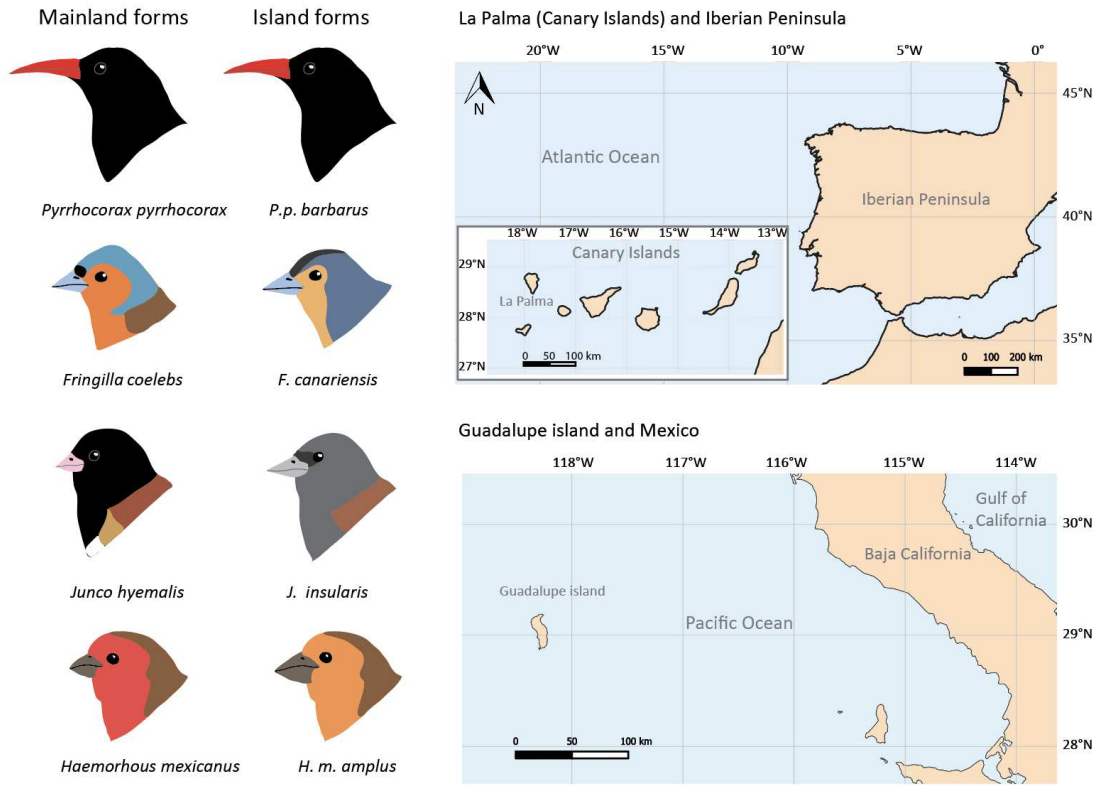 Mainland forms
Island forms
Pyrrhocorax pyrrhocorax
P.p. barbarus
Fringilla coelebs
F. canariensis
Junco hyemalis
J. insularis
Haemorhous mexicanus
H. m. amplus
La Palma (Canary Islands) and Iberian Peninsula
20°W 15°W 10°W 5°W 0°
N
45°N
Atlantic Ocean
Iberian Peninsula
40°N
18°W 17°W 16°W 15°W 14°W 13°W
Canary Islands
29°N
La Palma
28°N
35°N
0 50 100 km
0 100 200 km
27°N
Guadalupe island and Mexico
118°W 117°W 116°W 115°W 114°W
Gulf of
California
30°N
Baja California
Guadalupe island
Pacific Ocean
29°N
0 50 100 km
28°N